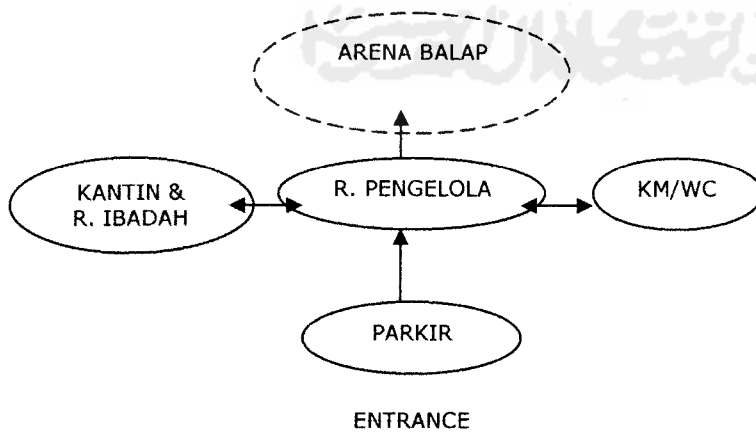 ARENA BALAP
KANTIN &
R. IBADAH
R. PENGELOLA
KM/WC
PARKIR
ENTRANCE